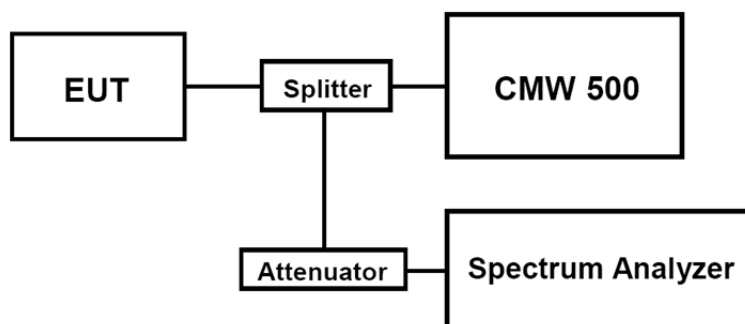 EUT
Splitter
CMW 500
Attenuator
Spectrum Analyzer